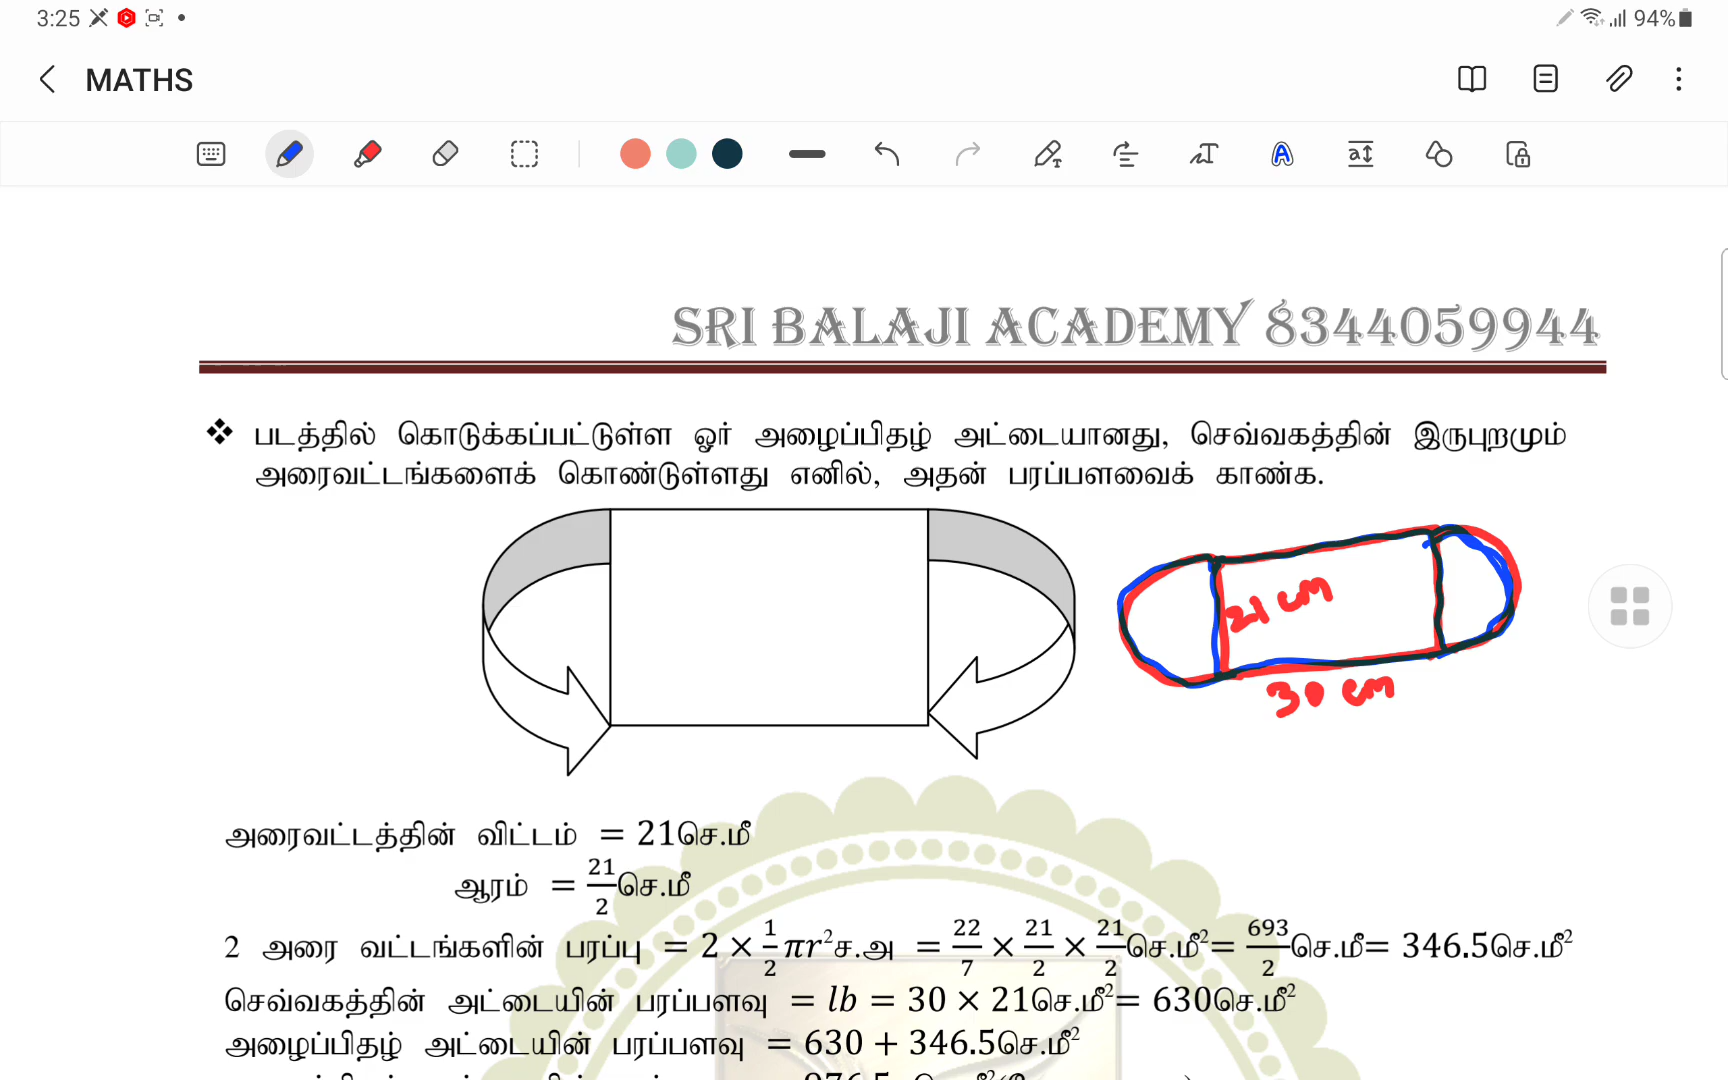 3:25 94%
MATHS
SRI BALAJI ACADEMY 8344059944
❖ படத்தில் கொடுக்கப்பட்டுள்ள ஓர் அழைப்பிதழ் அட்டையானது, செவ்வகத்தின் இருபுறமும்
அரைவட்டங்களைக் கொண்டுள்ளது எனில், அதன் பரப்பளவைக் காண்க.
21 cm
30 cm
அரைவட்டத்தின் விட்டம் = 21செ.மீ
ஆரம் = 21/2 செ.மீ
2 அரை வட்டங்களின் பரப்பு = 2 × 1/2 πr² ச.அ = 22/7 × 21/2 × 21/2 செ.மீ² = 693/2 செ.மீ = 346.5செ.மீ²
செவ்வகத்தின் அட்டையின் பரப்பளவு = lb = 30 × 21செ.மீ² = 630செ.மீ²
அழைப்பிதழ் அட்டையின் பரப்பளவு = 630 + 346.5செ.மீ²